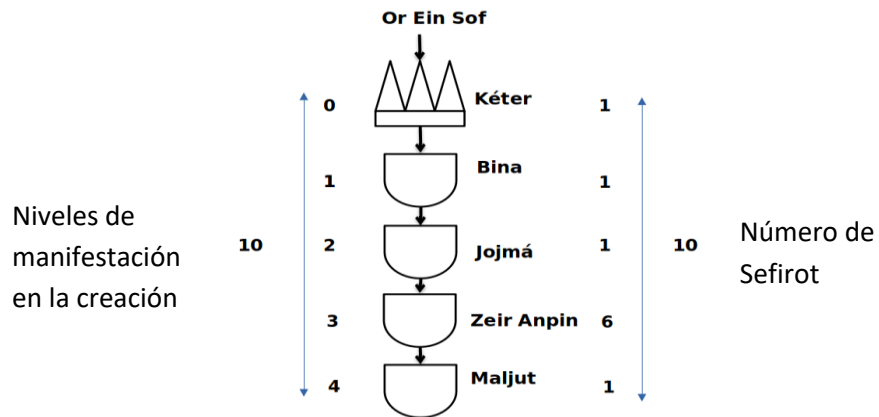 Or Ein Sof
0 Kéter 1
1 Bina 1
Niveles de
manifestación
en la creación
10 2 Jojmá 1 10
Número de
Sefirot
3 Zeir Anpin 6
4 Maljut 1